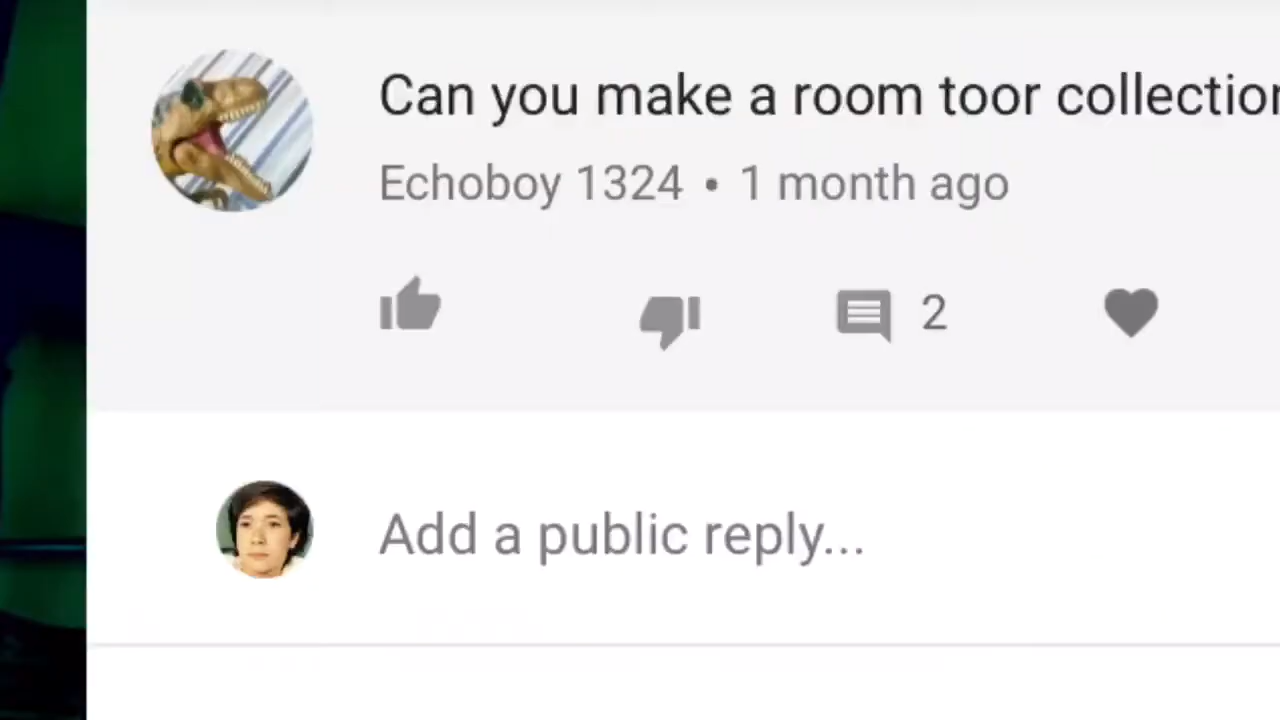 Can you make a room toor collection
Echoboy 1324 • 1 month ago
2
Add a public reply...